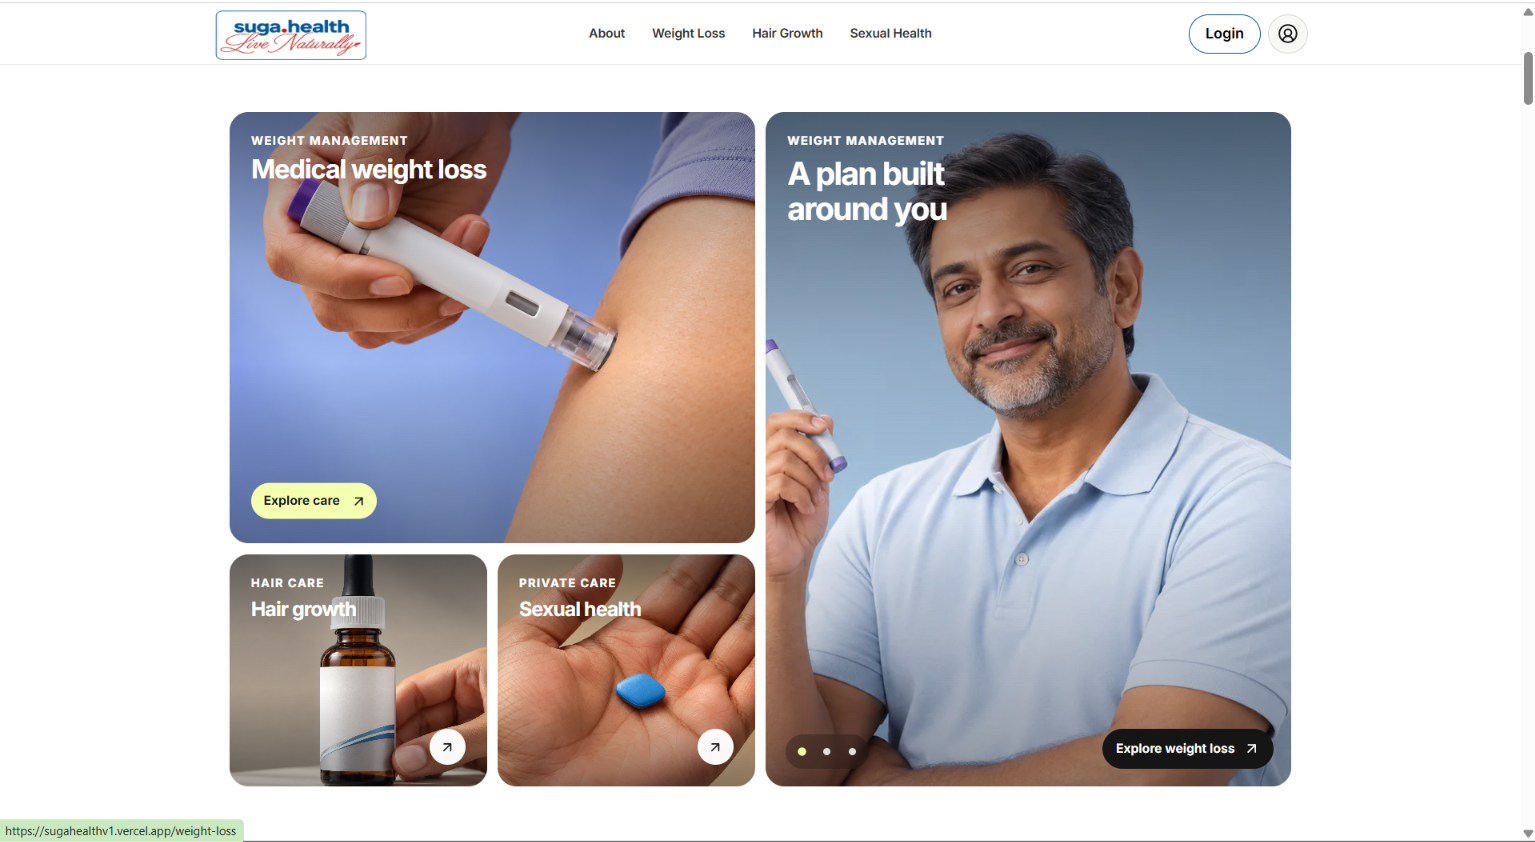 suga.health
Live Naturally
About
Weight Loss
Hair Growth
Sexual Health
Login
WEIGHT MANAGEMENT
Medical weight loss
Explore care
WEIGHT MANAGEMENT
A plan built
around you
Explore weight loss
HAIR CARE
Hair growth
PRIVATE CARE
Sexual health
https://sugahealthv1.vercel.app/weight-loss